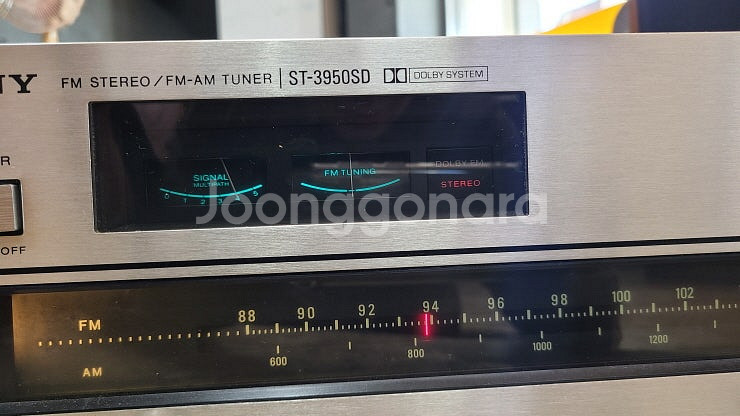 NY FM STEREO/FM-AM TUNER ST-3950SD DOLBY SYSTEM
R
OFF
SIGNAL
MULTIPATH
0 1 2 3 4 5
FM TUNING
DOLBY FM
STEREO
Joonggonara
FM 88 90 92 94 96 98 100 102
AM 600 800 1000 1200